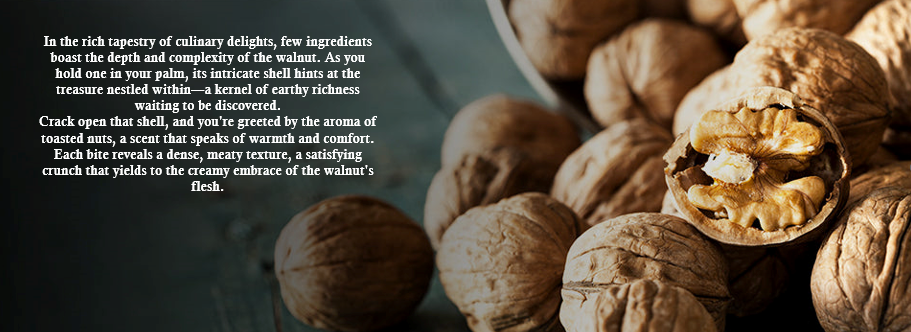 In the rich tapestry of culinary delights, few ingredients
boast the depth and complexity of the walnut. As you
hold one in your palm, its intricate shell hints at the
treasure nestled within—a kernel of earthy richness
waiting to be discovered.
Crack open that shell, and you're greeted by the aroma of
toasted nuts, a scent that speaks of warmth and comfort.
Each bite reveals a dense, meaty texture, a satisfying
crunch that yields to the creamy embrace of the walnut's
flesh.